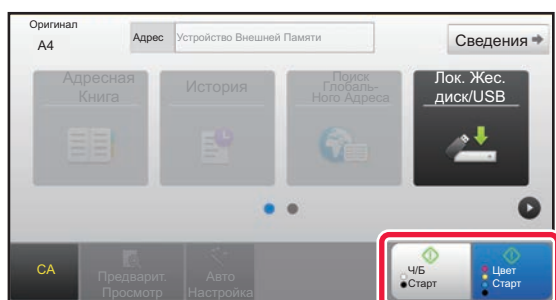 Оригинал
A4
Адрес
Устройство Внешней Памяти
Сведения
Адресная
Книга
История
Поиск
Глобаль-
Ного Адреса
Лок. Жес.
диск/USB
CA
Предварит.
Просмотр
Авто
Настройка
Ч/Б
Старт
Цвет
Старт